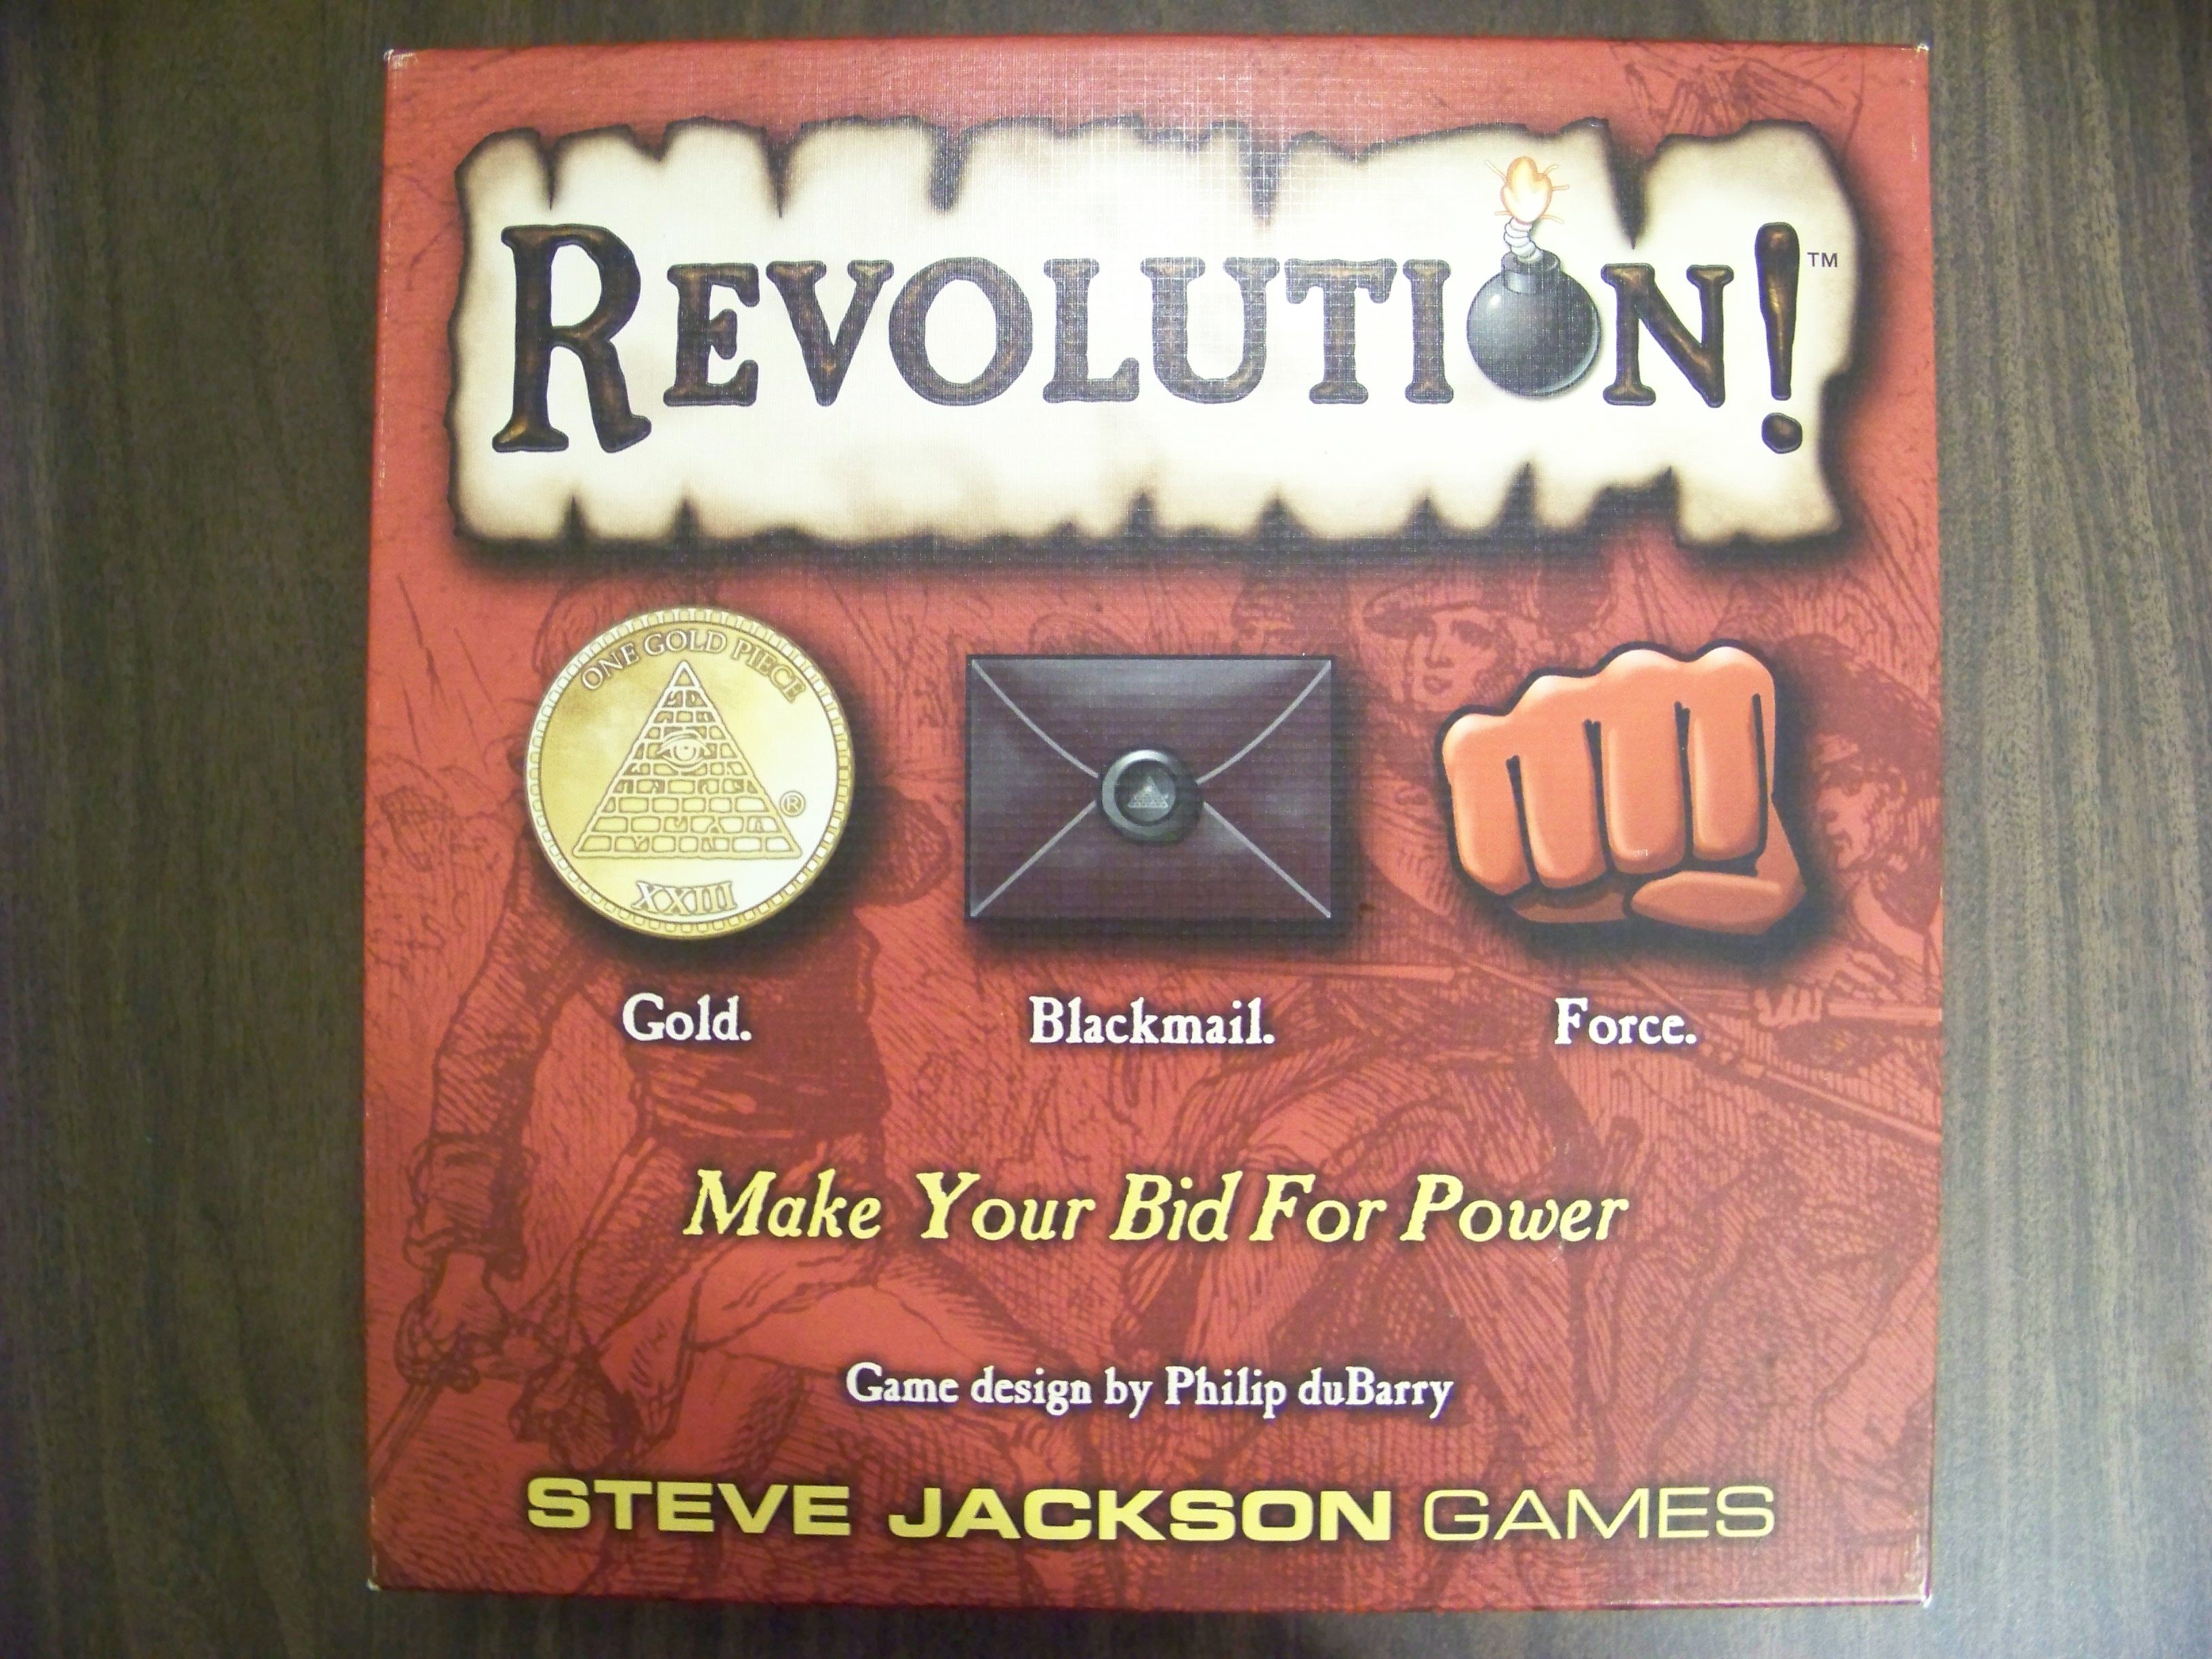 REVOLUTION!™
ONE GOLD PIECE
®
XXIII
Gold. Blackmail. Force.
Make Your Bid For Power
Game design by Philip duBarry
STEVE JACKSON GAMES